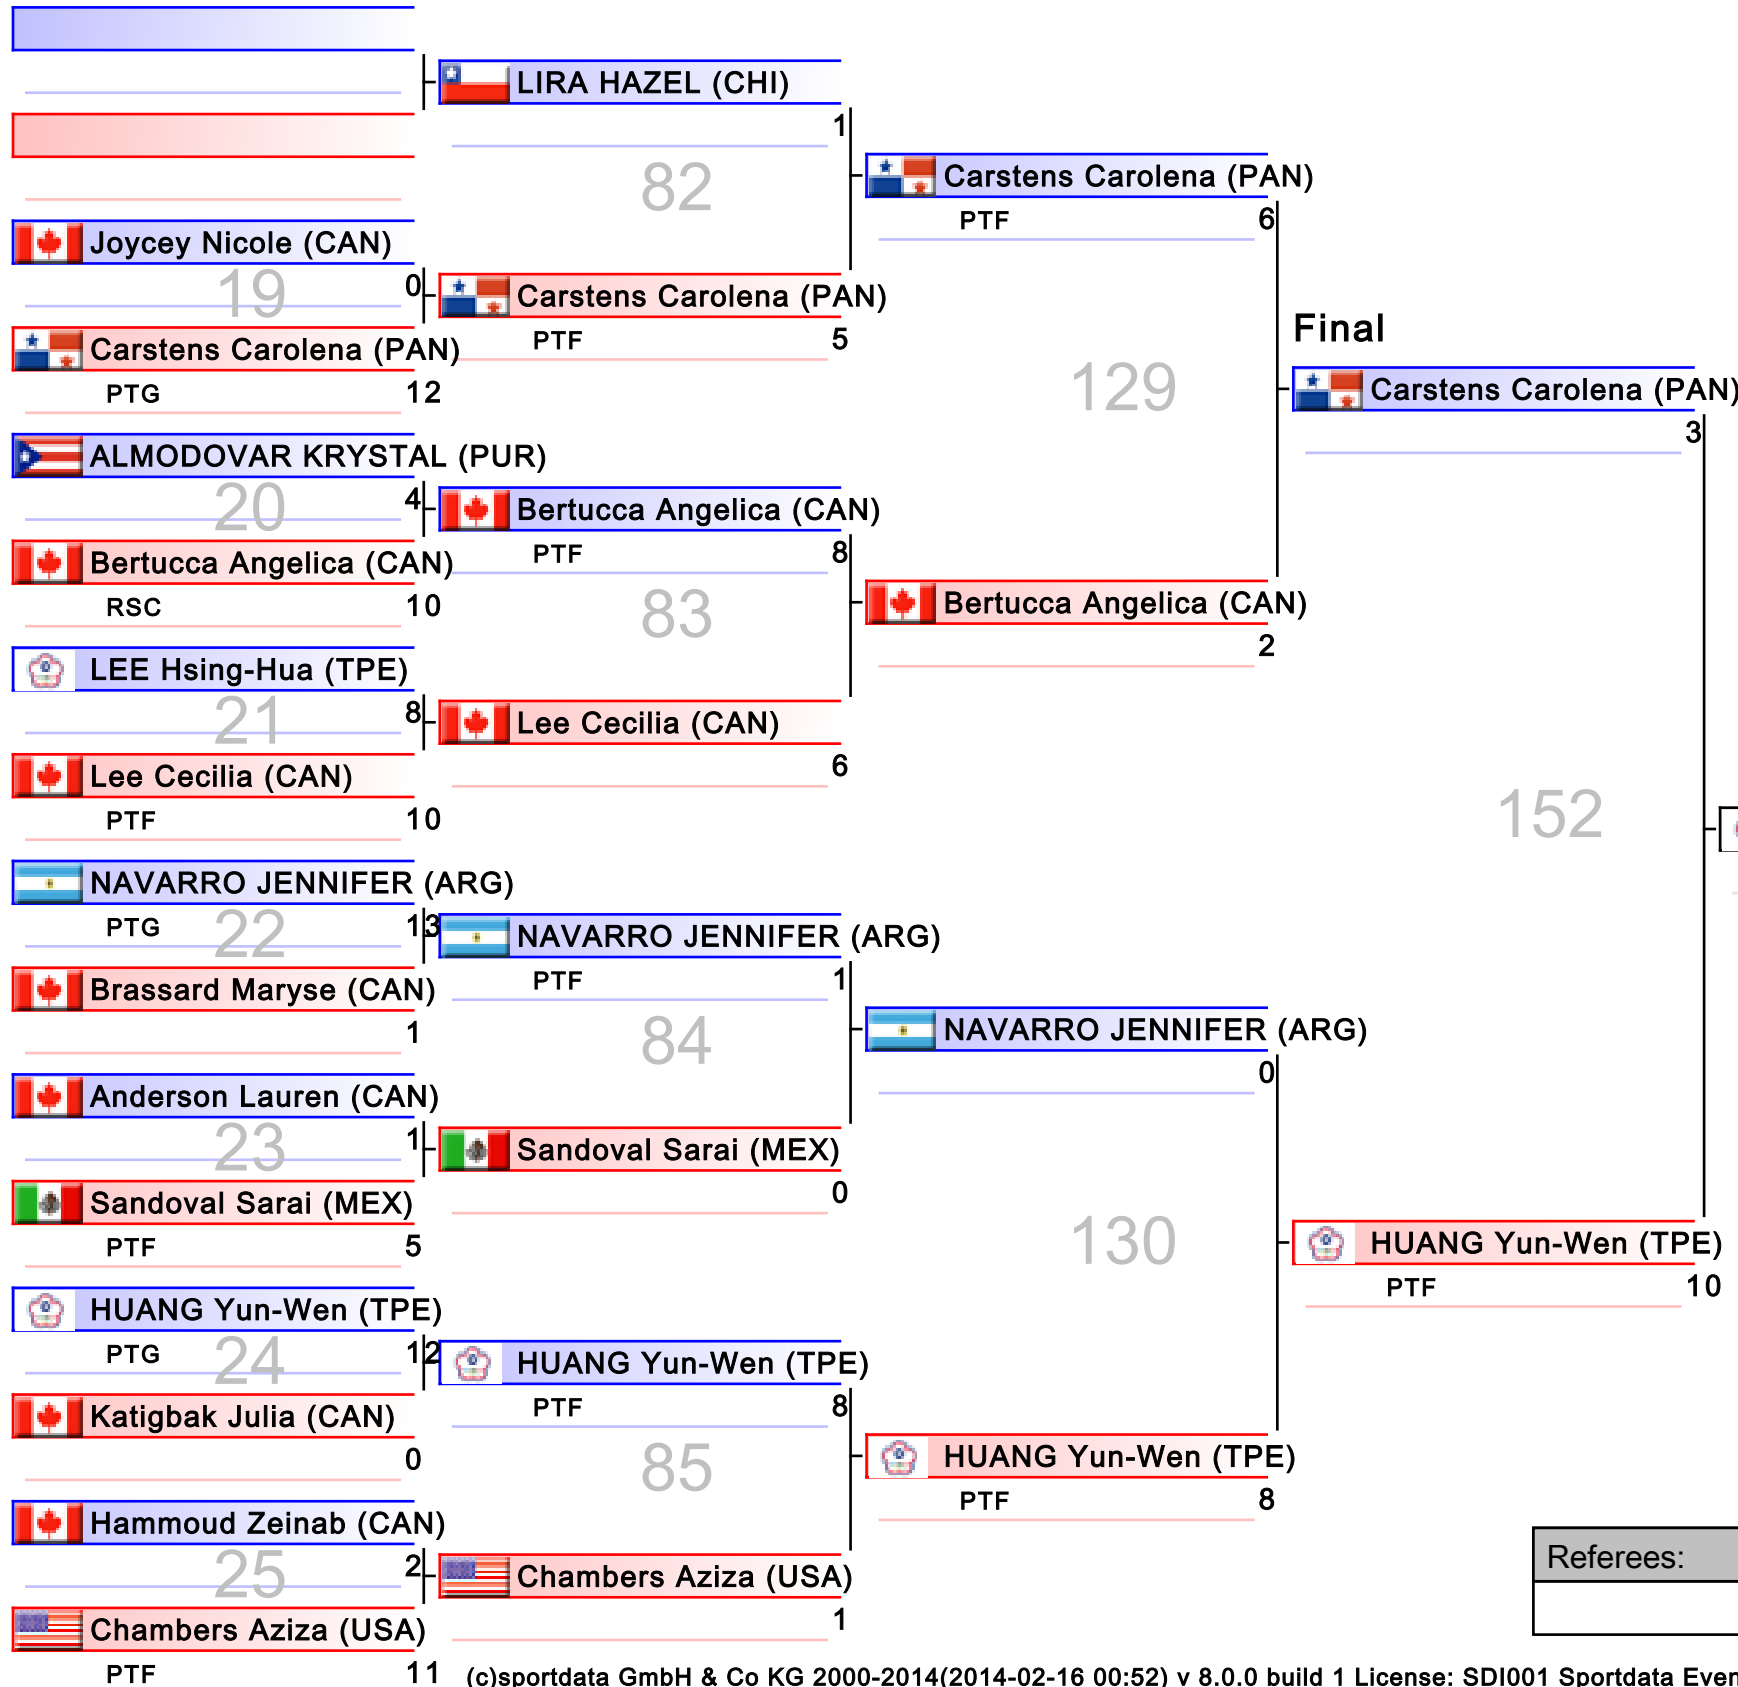 LIRA HAZEL (CHI)
1
82
Carstens Carolena (PAN)
PTF 6
Joycey Nicole (CAN)
19 0
Carstens Carolena (PAN)
PTF 5
Final
Carstens Carolena (PAN)
PTG 12
129
Carstens Carolena (PAN)
3
ALMODOVAR KRYSTAL (PUR)
20 4
Bertucca Angelica (CAN)
PTF 8
Bertucca Angelica (CAN)
RSC 10
83
Bertucca Angelica (CAN)
2
LEE Hsing-Hua (TPE)
21 8
Lee Cecilia (CAN)
6
Lee Cecilia (CAN)
PTF 10
152
NAVARRO JENNIFER (ARG)
PTG 22 13
NAVARRO JENNIFER (ARG)
PTF 1
Brassard Maryse (CAN)
1
84
NAVARRO JENNIFER (ARG)
0
Anderson Lauren (CAN)
23 1
Sandoval Sarai (MEX)
0
Sandoval Sarai (MEX)
PTF 5
130
HUANG Yun-Wen (TPE)
PTF 10
HUANG Yun-Wen (TPE)
PTG 24 12
HUANG Yun-Wen (TPE)
PTF 8
Katigbak Julia (CAN)
0
85
HUANG Yun-Wen (TPE)
PTF 8
Hammoud Zeinab (CAN)
25 2
Chambers Aziza (USA)
1
Referees:
Chambers Aziza (USA)
PTF 11
(c)sportdata GmbH & Co KG 2000-2014(2014-02-16 00:52) v 8.0.0 build 1 License: SDI001 Sportdata Even